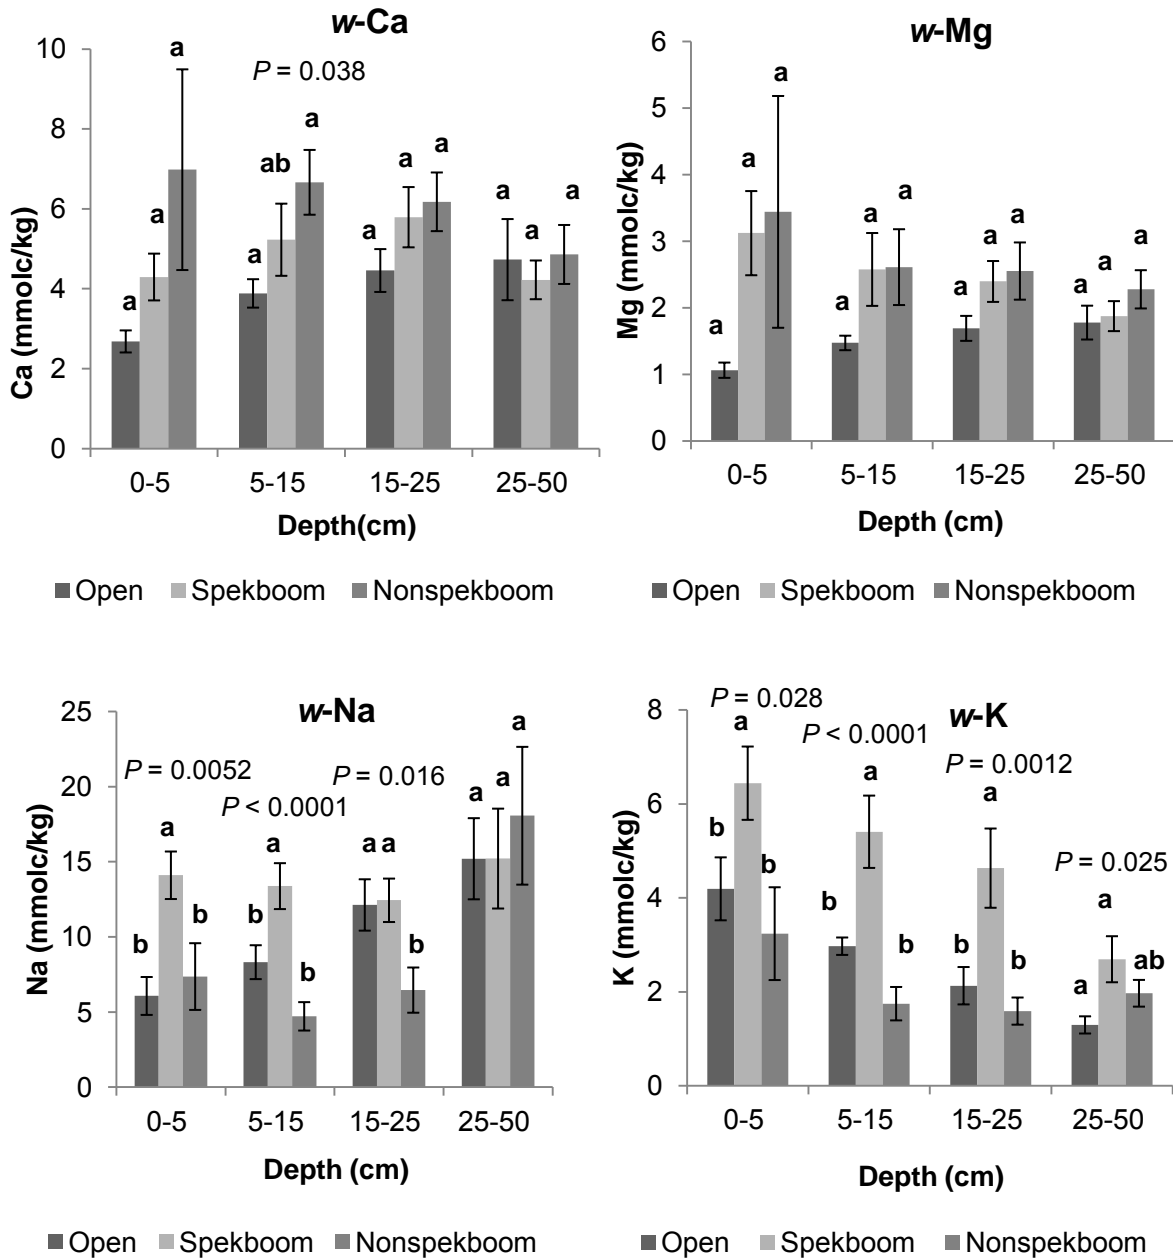 w-Ca
10
8
6
4
2
0
Ca (mmolc/kg)
P = 0.038
a a a
a ab a
a a a
a a a
0-5 5-15 15-25 25-50
Depth(cm)
Open Spekboom Nonspekboom
w-Mg
6
5
4
3
2
1
0
Mg (mmolc/kg)
a a a
a a a
a a a
a a a
0-5 5-15 15-25 25-50
Depth (cm)
Open Spekboom Nonspekboom
w-Na
25
20
15
10
5
0
Na (mmolc/kg)
P = 0.0052
P < 0.0001
P = 0.016
b a b
b a b
a a b
a a a
0-5 5-15 15-25 25-50
Depth (cm)
Open Spekboom Nonspekboom
w-K
8
6
4
2
0
K (mmolc/kg)
P = 0.028
P < 0.0001
P = 0.0012
P = 0.025
b a b
b a b
b a b
a a ab
0-5 5-15 15-25 25-50
Depth (cm)
Open Spekboom Nonspekboom